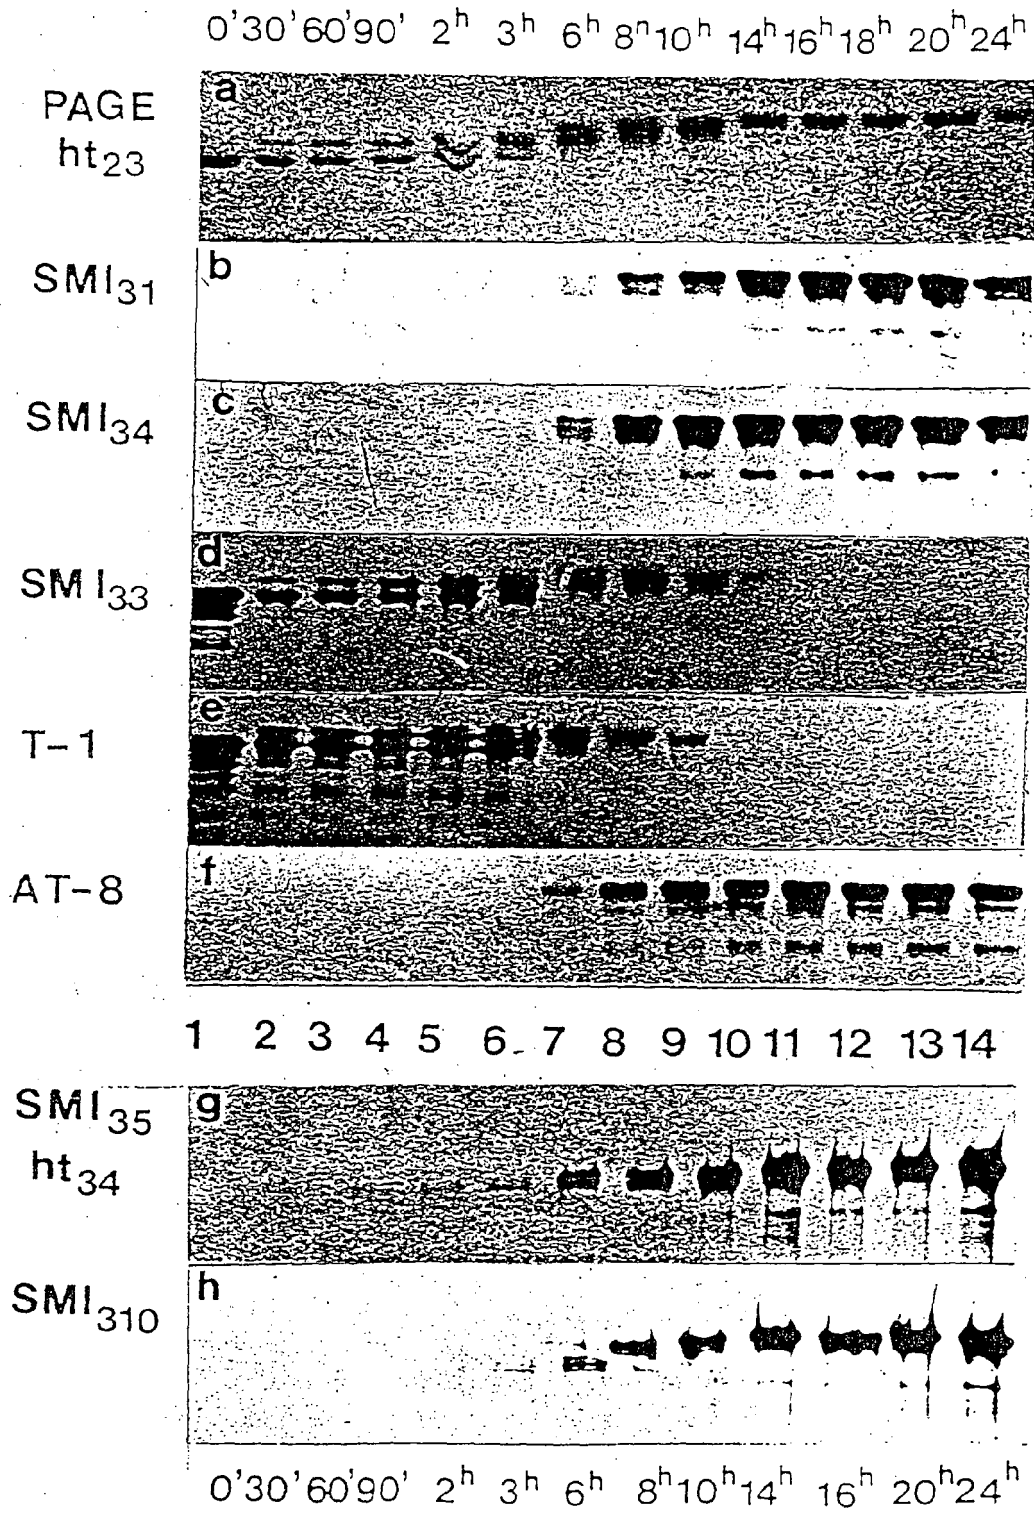 0' 30' 60' 90' 2h 3h 6h 8h 10h 14h 16h 18h 20h 24h
a
PAGE
ht23
b
SMI31
c
SMI34
d
SMI33
e
T-1
f
AT-8
1 2 3 4 5 6 7 8 9 10 11 12 13 14
g
SMI35
ht34
h
SMI310
0' 30' 60' 90' 2h 3h 6h 8h 10h 14h 16h 20h 24h